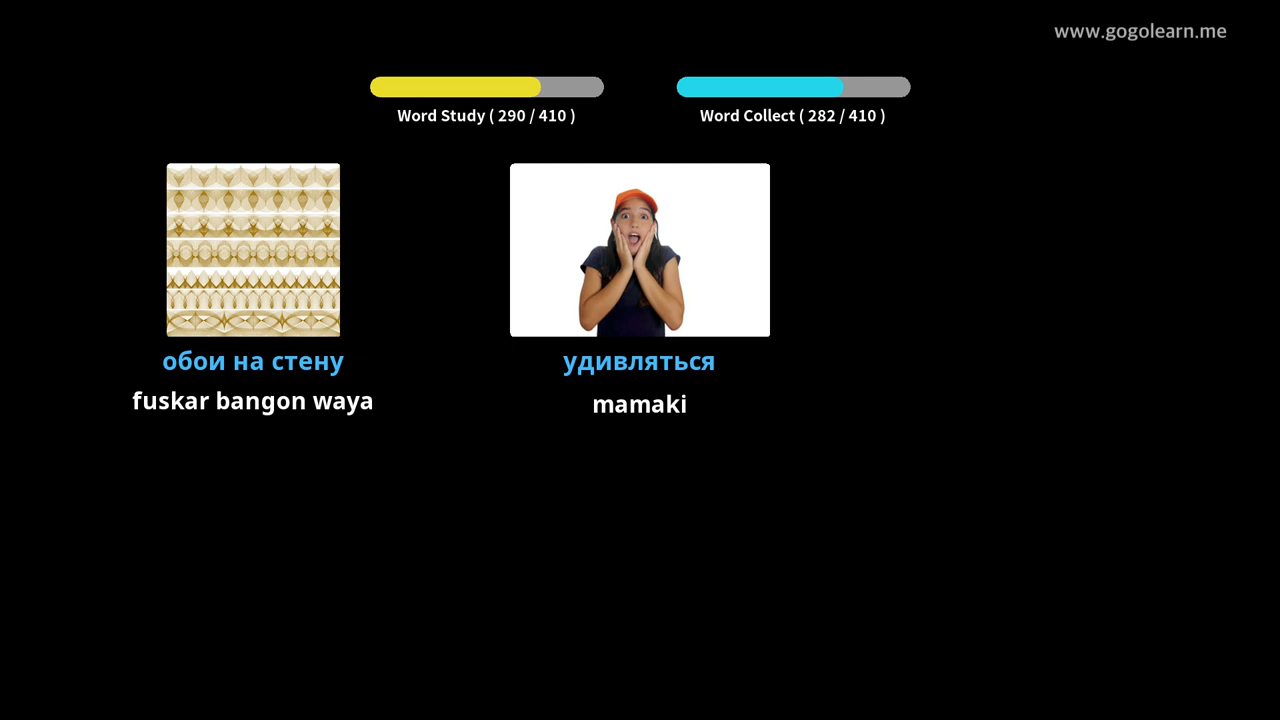 www.gogolearn.me
Word Study ( 290 / 410 )
Word Collect ( 282 / 410 )
обои на стену
удивляться
fuskar bangon waya
mamaki